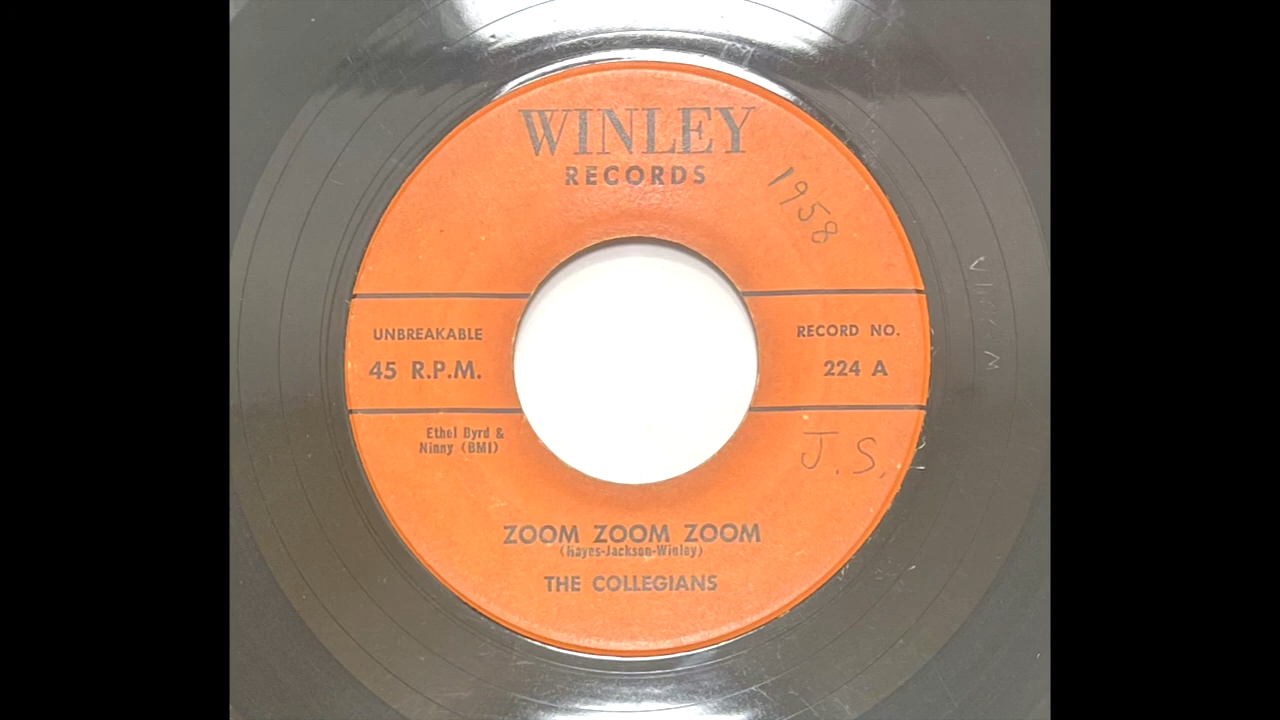 WINLEY
RECORDS
1958
UNBREAKABLE
45 R.P.M.
RECORD NO.
224 A
Ethel Byrd &
Ninny (BMI)
J.S.
ZOOM ZOOM ZOOM
(Hayes-Jackson-Winley)
THE COLLEGIANS